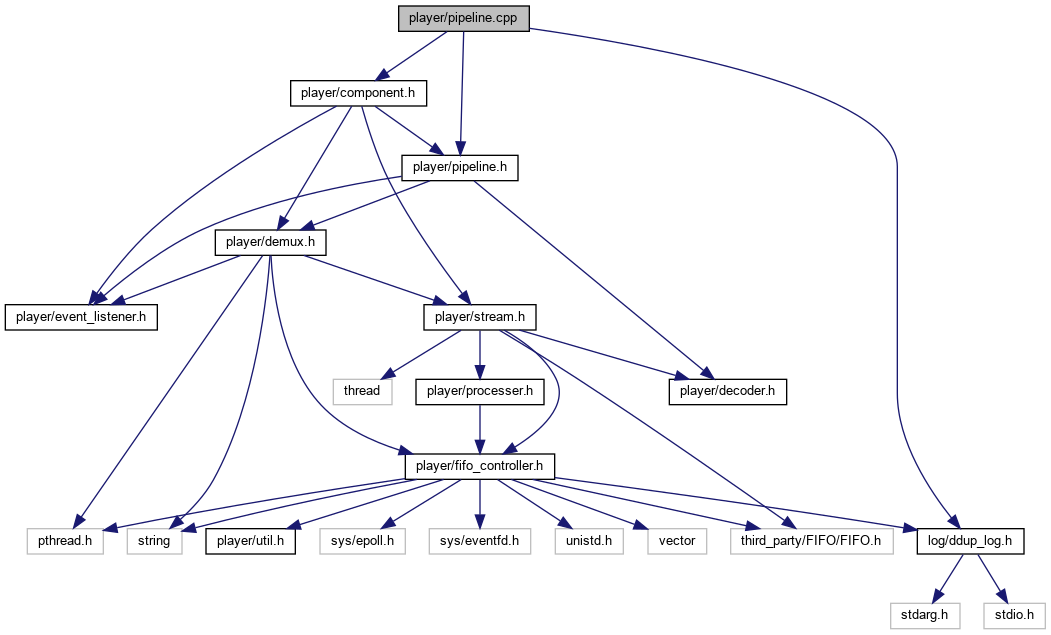 player/pipeline.cpp
player/component.h
player/pipeline.h
player/demux.h
player/event_listener.h
player/stream.h
thread
player/processer.h
player/decoder.h
player/fifo_controller.h
pthread.h
string
player/util.h
sys/epoll.h
sys/eventfd.h
unistd.h
vector
third_party/FIFO/FIFO.h
log/ddup_log.h
stdarg.h
stdio.h